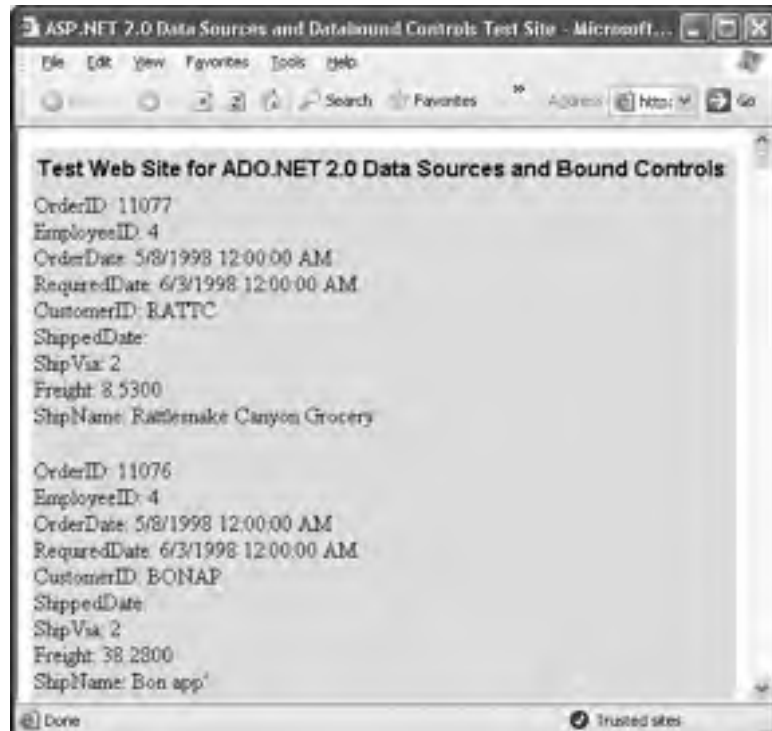 ASP.NET 2.0 Data Sources and Databound Controls Test Site - Microsoft...
File Edit View Favorites Tools Help
Search Favorites » Address http: Go
Test Web Site for ADO.NET 2.0 Data Sources and Bound Controls
OrderID: 11077
EmployeeID: 4
OrderDate: 5/8/1998 12:00:00 AM
RequiredDate: 6/3/1998 12:00:00 AM
CustomerID: RATTC
ShippedDate:
ShipVia: 2
Freight: 8.5300
ShipName: Rattlesnake Canyon Grocery
OrderID: 11076
EmployeeID: 4
OrderDate: 5/8/1998 12:00:00 AM
RequiredDate: 6/3/1998 12:00:00 AM
CustomerID: BONAP
ShippedDate:
ShipVia: 2
Freight: 38.2800
ShipName: Bon app'
Done Trusted sites